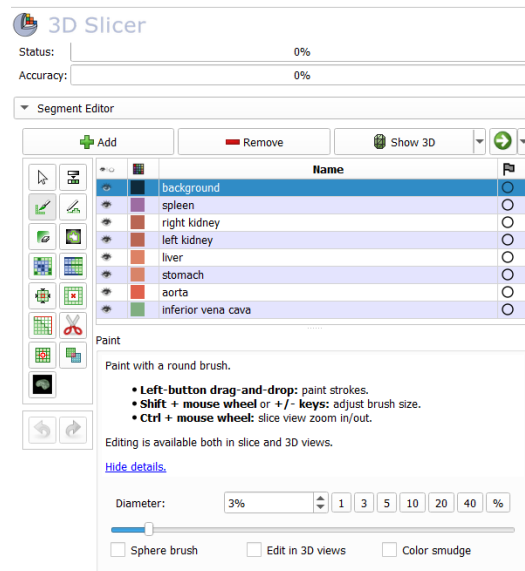 3D Slicer
Status: 0%
Accuracy: 0%
Segment Editor
Add Remove Show 3D
Name
background
spleen
right kidney
left kidney
liver
stomach
aorta
inferior vena cava
Paint
Paint with a round brush.
• Left-button drag-and-drop: paint strokes.
• Shift + mouse wheel or +/- keys: adjust brush size.
• Ctrl + mouse wheel: slice view zoom in/out.
Editing is available both in slice and 3D views.
Hide details.
Diameter: 3% 1 3 5 10 20 40 %
Sphere brush Edit in 3D views Color smudge